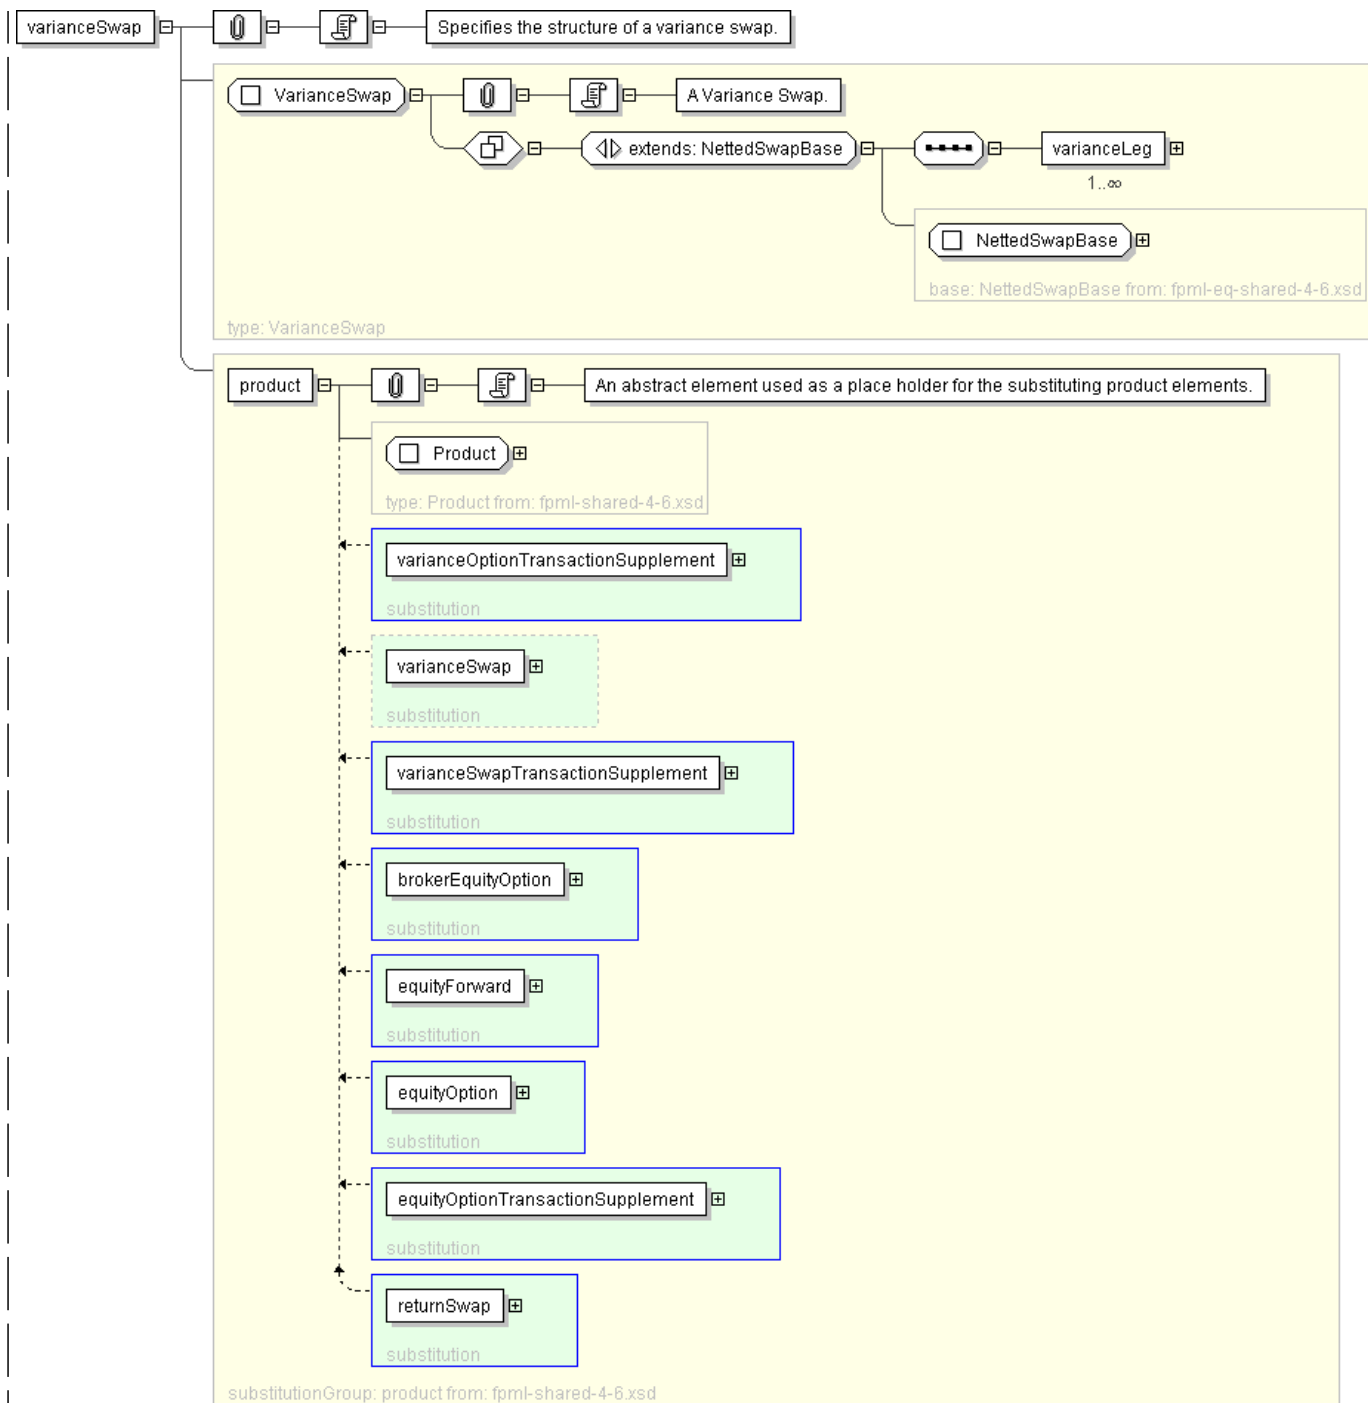 varianceSwap
Specifies the structure of a variance swap.
VarianceSwap
A Variance Swap.
extends: NettedSwapBase
varianceLeg
1..∞
NettedSwapBase
base: NettedSwapBase from: fpml-eq-shared-4-6.xsd
type: VarianceSwap
product
An abstract element used as a place holder for the substituting product elements.
Product
type: Product from: fpml-shared-4-6.xsd
varianceOptionTransactionSupplement
substitution
varianceSwap
substitution
varianceSwapTransactionSupplement
substitution
brokerEquityOption
substitution
equityForward
substitution
equityOption
substitution
equityOptionTransactionSupplement
substitution
returnSwap
substitution
substitutionGroup: product from: fpml-shared-4-6.xsd